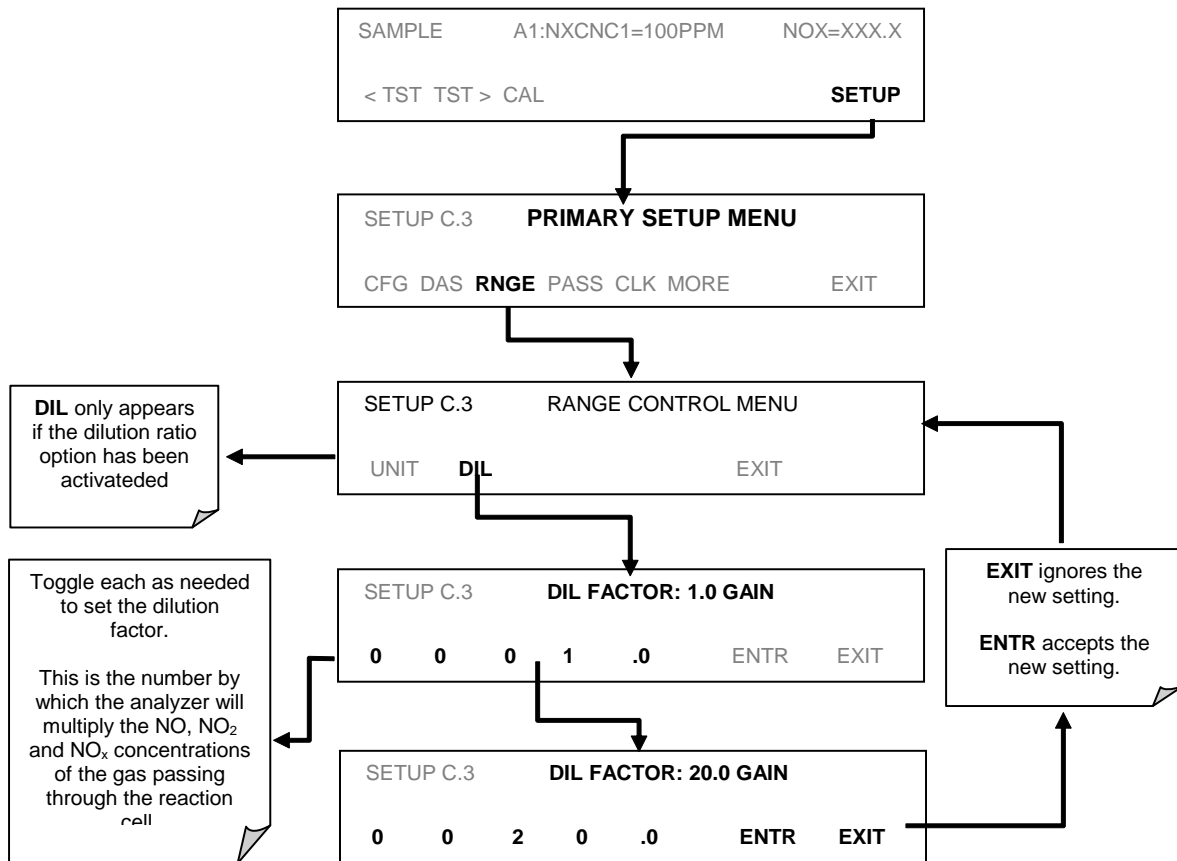 SAMPLE A1:NXCNC1=100PPM NOX=XXX.X
< TST TST > CAL SETUP
SETUP C.3 PRIMARY SETUP MENU
CFG DAS RNGE PASS CLK MORE EXIT
DIL only appears
if the dilution ratio
option has been
activateded
SETUP C.3 RANGE CONTROL MENU
UNIT DIL EXIT
Toggle each as needed
to set the dilution
factor.
This is the number by
which the analyzer will
multiply the NO, NO₂
and NOₓ concentrations
of the gas passing
through the reaction
cell
SETUP C.3 DIL FACTOR: 1.0 GAIN
0 0 0 1 .0 ENTR EXIT
EXIT ignores the
new setting.
ENTR accepts the
new setting.
SETUP C.3 DIL FACTOR: 20.0 GAIN
0 0 2 0 .0 ENTR EXIT